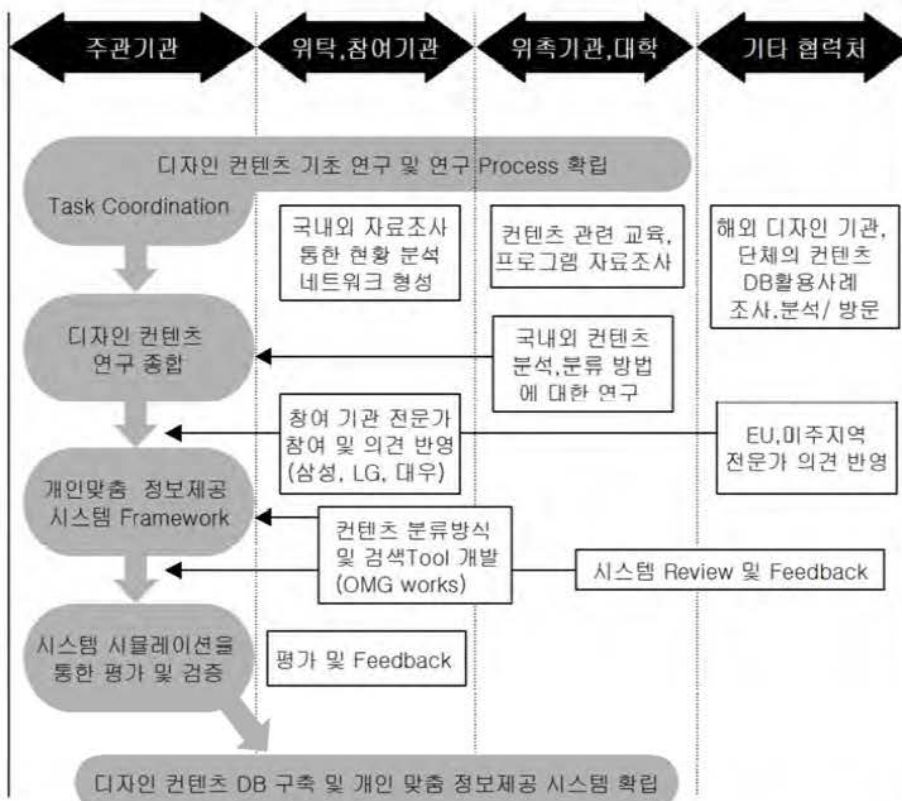 주관기관
위탁,참여기관
위촉기관,대학
기타 협력처
디자인 컨텐츠 기초 연구 및 연구 Process 확립
Task Coordination
국내외 자료조사
통한 현황 분석
네트워크 형성
컨텐츠 관련 교육,
프로그램 자료조사
해외 디자인 기관,
단체의 컨텐츠
DB활용사례
조사,분석/ 방문
디자인 컨텐츠
연구 종합
국내외 컨텐츠
분석,분류 방법
에 대한 연구
참여 기관 전문가
참여 및 의견 반영
(삼성, LG, 대우)
EU,미주지역
전문가 의견 반영
개인맞춤 정보제공
시스템 Framework
컨텐츠 분류방식
및 검색Tool 개발
(OMG works)
시스템 Review 및 Feedback
시스템 시뮬레이션을
통한 평가 및 검증
평가 및 Feedback
디자인 컨텐츠 DB 구축 및 개인 맞춤 정보제공 시스템 확립